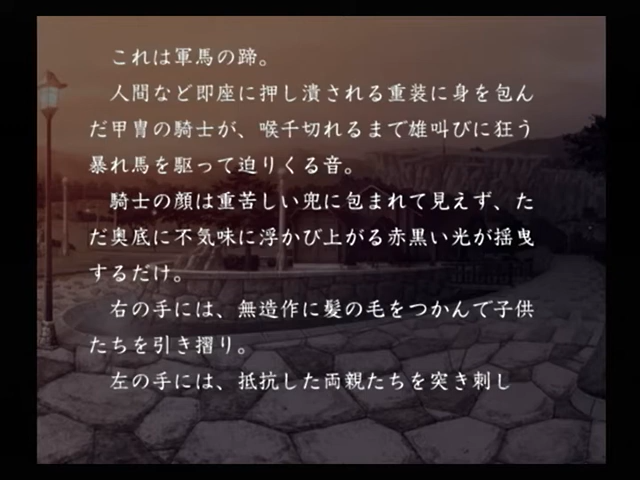 これは軍馬の蹄。
人間など即座に押し潰される重装に身を包ん
だ甲冑の騎士が、喉千切れるまで雄叫びに狂う
暴れ馬を駆って迫りくる音。
騎士の顔は重苦しい兜に包まれて見えず、た
だ奥底に不気味に浮かび上がる赤黒い光が揺曳
するだけ。
右の手には、無造作に髪の毛をつかんで子供
たちを引き摺り。
左の手には、抵抗した両親たちを突き刺し